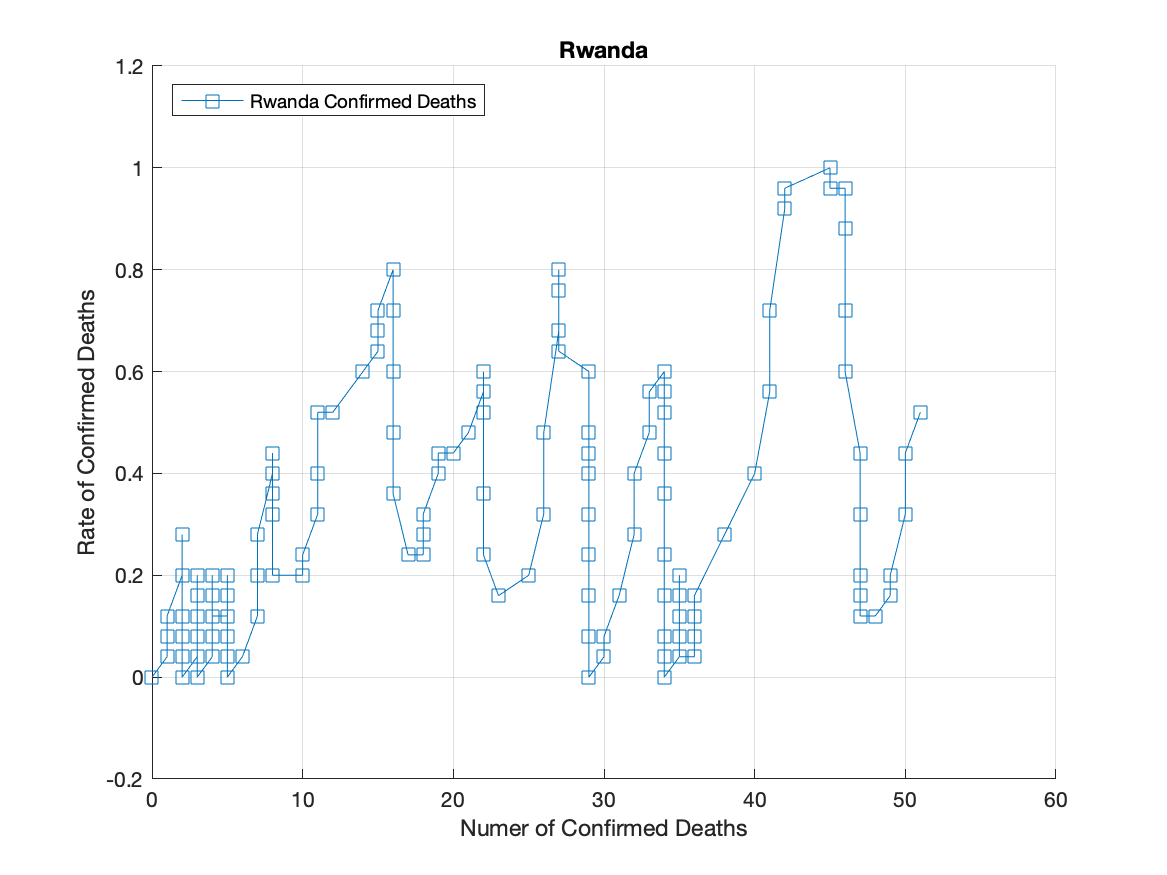 Rwanda
Rwanda Confirmed Deaths
1.2
1
0.8
0.6
0.4
0.2
0
-0.2
Rate of Confirmed Deaths
0 10 20 30 40 50 60
Numer of Confirmed Deaths